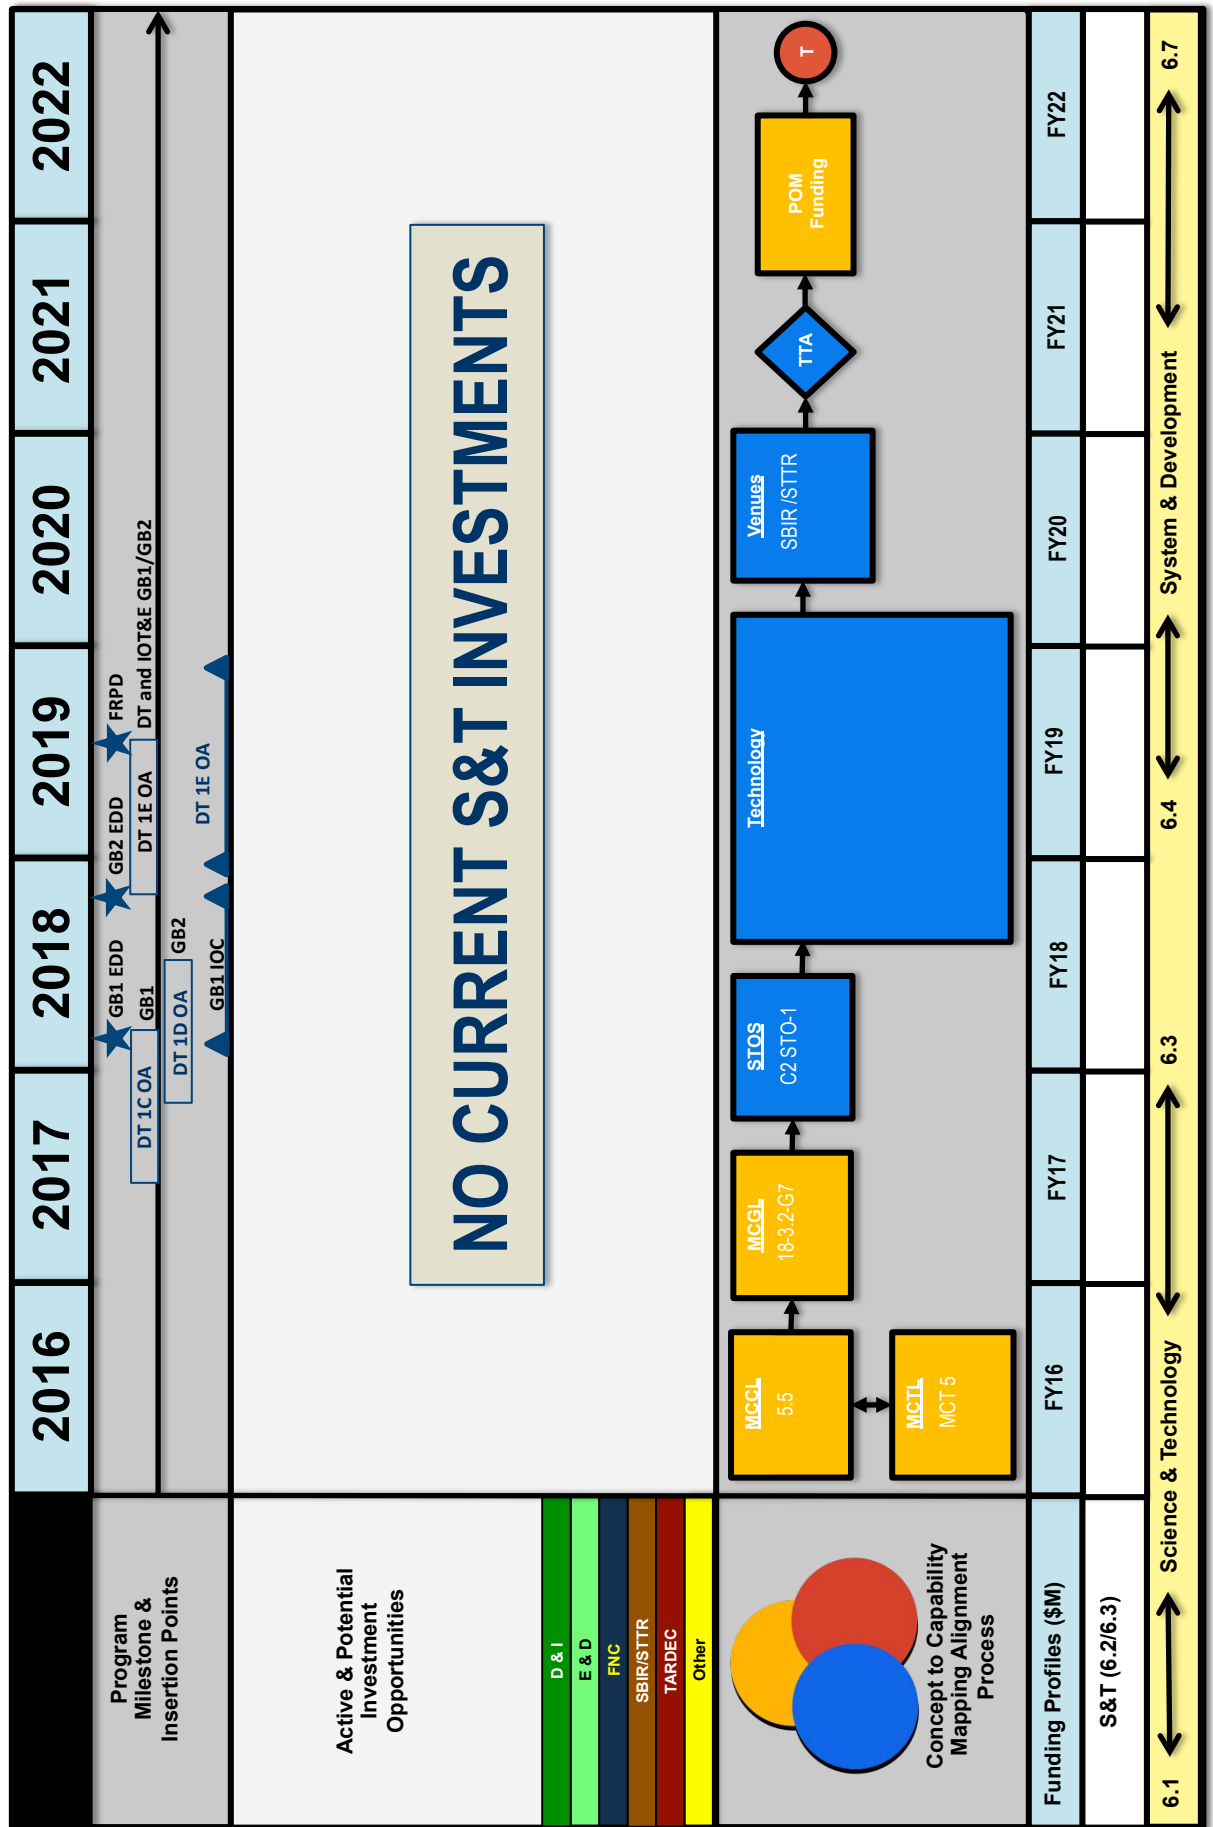 2016
2017
2018
2019
2020
2021
2022
Program
Milestone &
Insertion Points
GB1 EDD
GB2 EDD
FRPD
DT 1C OA
GB1
DT 1E OA
DT and IOT&E GB1/GB2
DT 1D OA
GB2
GB1 IOC
DT 1E OA
Active & Potential
Investment
Opportunities
NO CURRENT S&T INVESTMENTS
D & I
E & D
FNC
SBIR/STTR
TARDEC
Other
Concept to Capability
Mapping Alignment
Process
MCCL
5.5
MCTL
MCT 5
MCGL
18-3.2-G7
STOS
C2 STO-1
Technology
Venues
SBIR /STTR
TTA
POM
Funding
T
Funding Profiles ($M)
FY16
FY17
FY18
FY19
FY20
FY21
FY22
S&T (6.2/6.3)
6.1
Science & Technology
6.3
6.4
System & Development
6.7